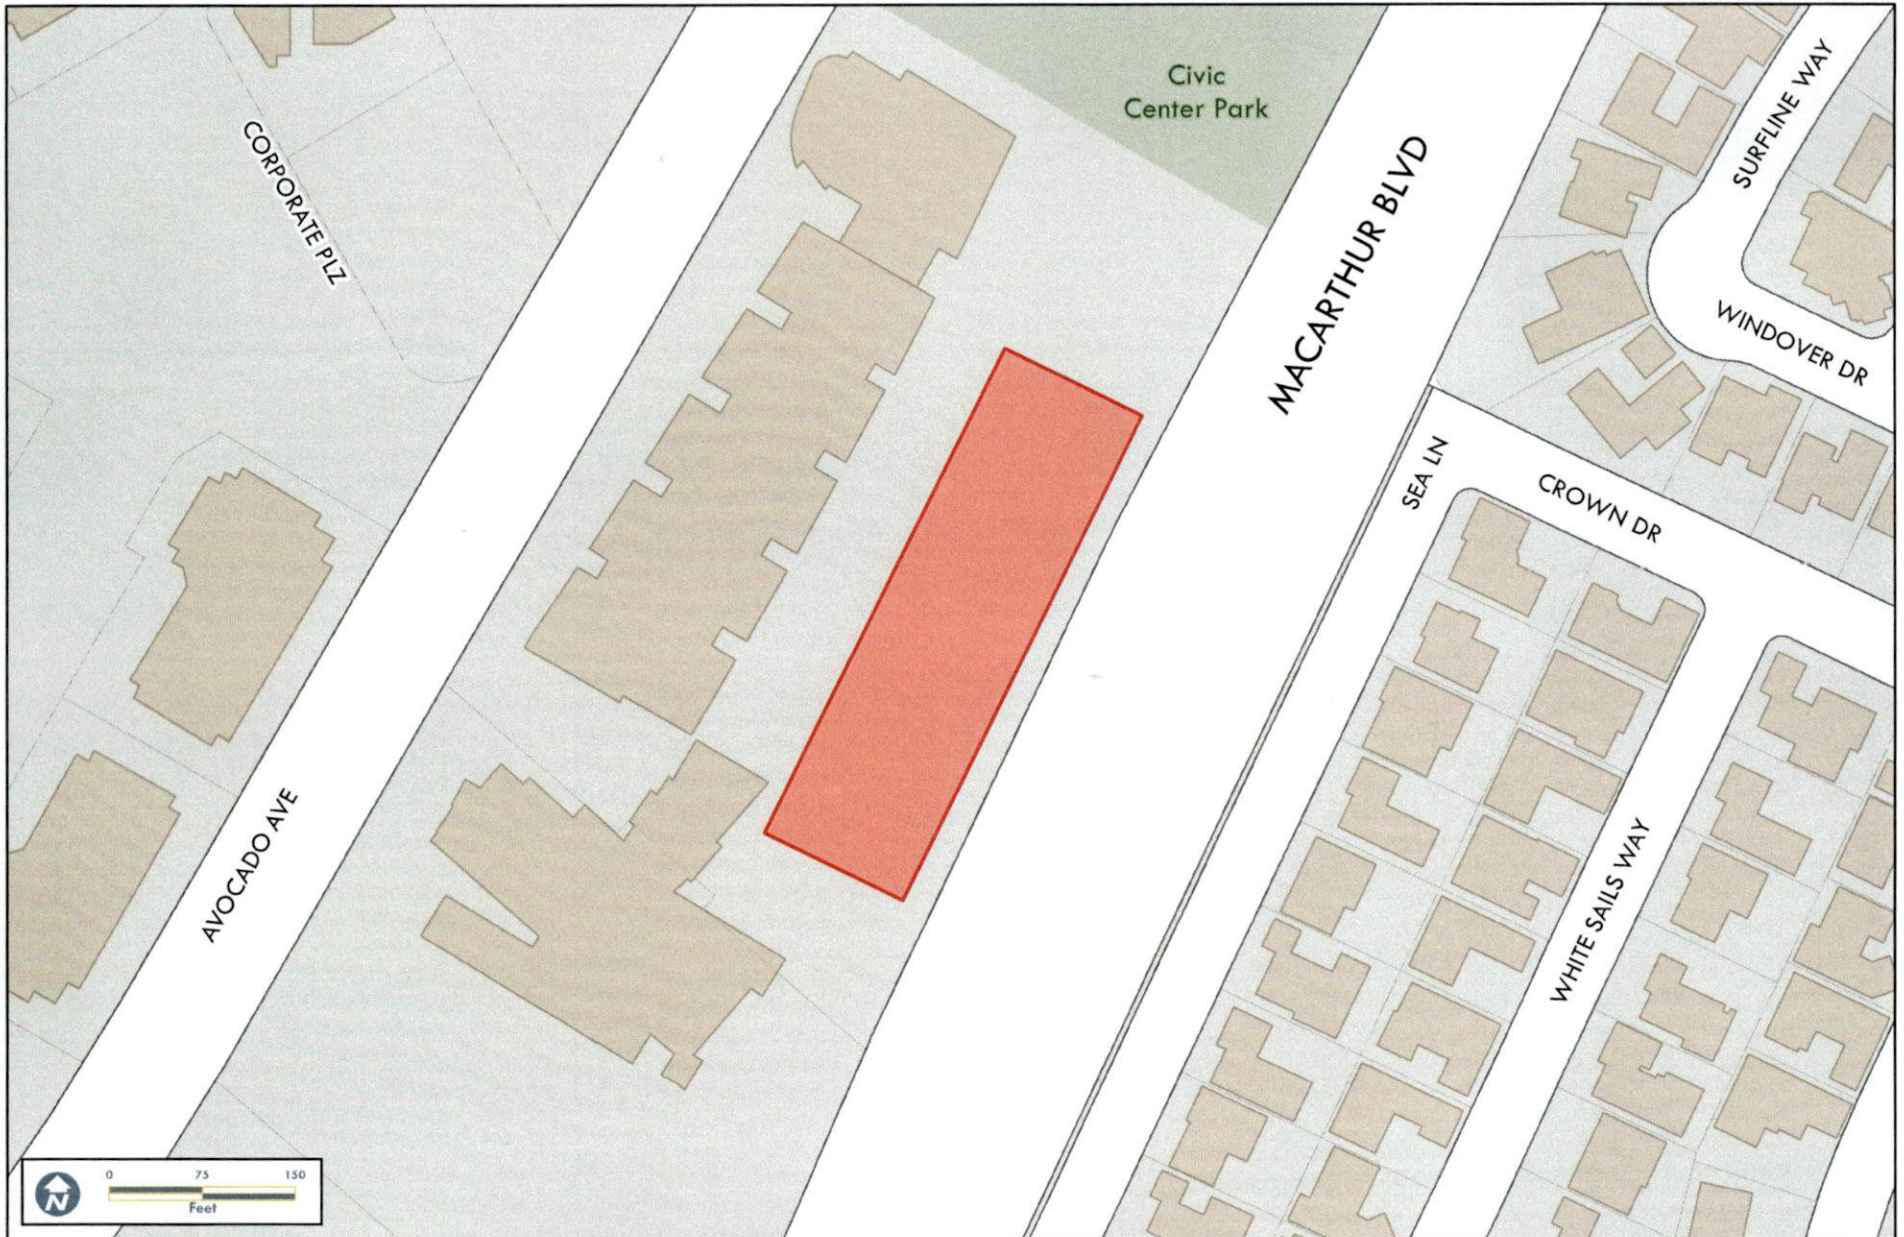 Civic
Center Park
SURFLINE WAY
CORPORATE PLZ
MACARTHUR BLVD
WINDOVER DR
SEA LN
CROWN DR
AVOCADO AVE
WHITE SAILS WAY
N
0 75 150
Feet